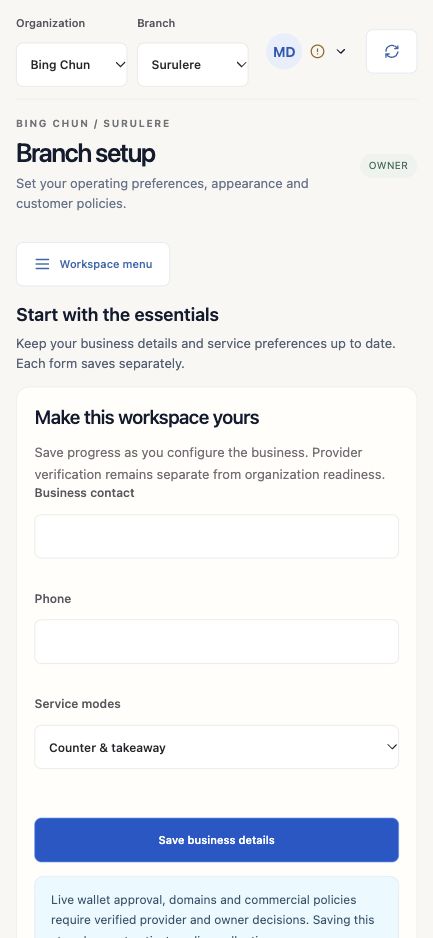 Organization
Branch
Bing Chun
Surulere
MD
BING CHUN / SURULERE
Branch setup
OWNER
Set your operating preferences, appearance and
customer policies.
Workspace menu
Start with the essentials
Keep your business details and service preferences up to date.
Each form saves separately.
Make this workspace yours
Save progress as you configure the business. Provider
verification remains separate from organization readiness.
Business contact
Phone
Service modes
Counter & takeaway
Save business details
Live wallet approval, domains and commercial policies
require verified provider and owner decisions. Saving this